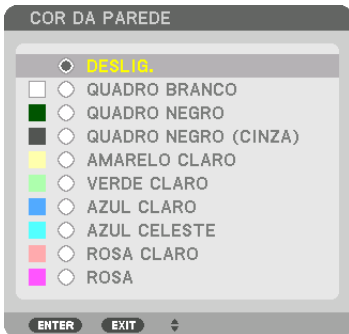 COR DA PAREDE
DESLIG.
QUADRO BRANCO
QUADRO NEGRO
QUADRO NEGRO (CINZA)
AMARELO CLARO
VERDE CLARO
AZUL CLARO
AZUL CELESTE
ROSA CLARO
ROSA
ENTER EXIT